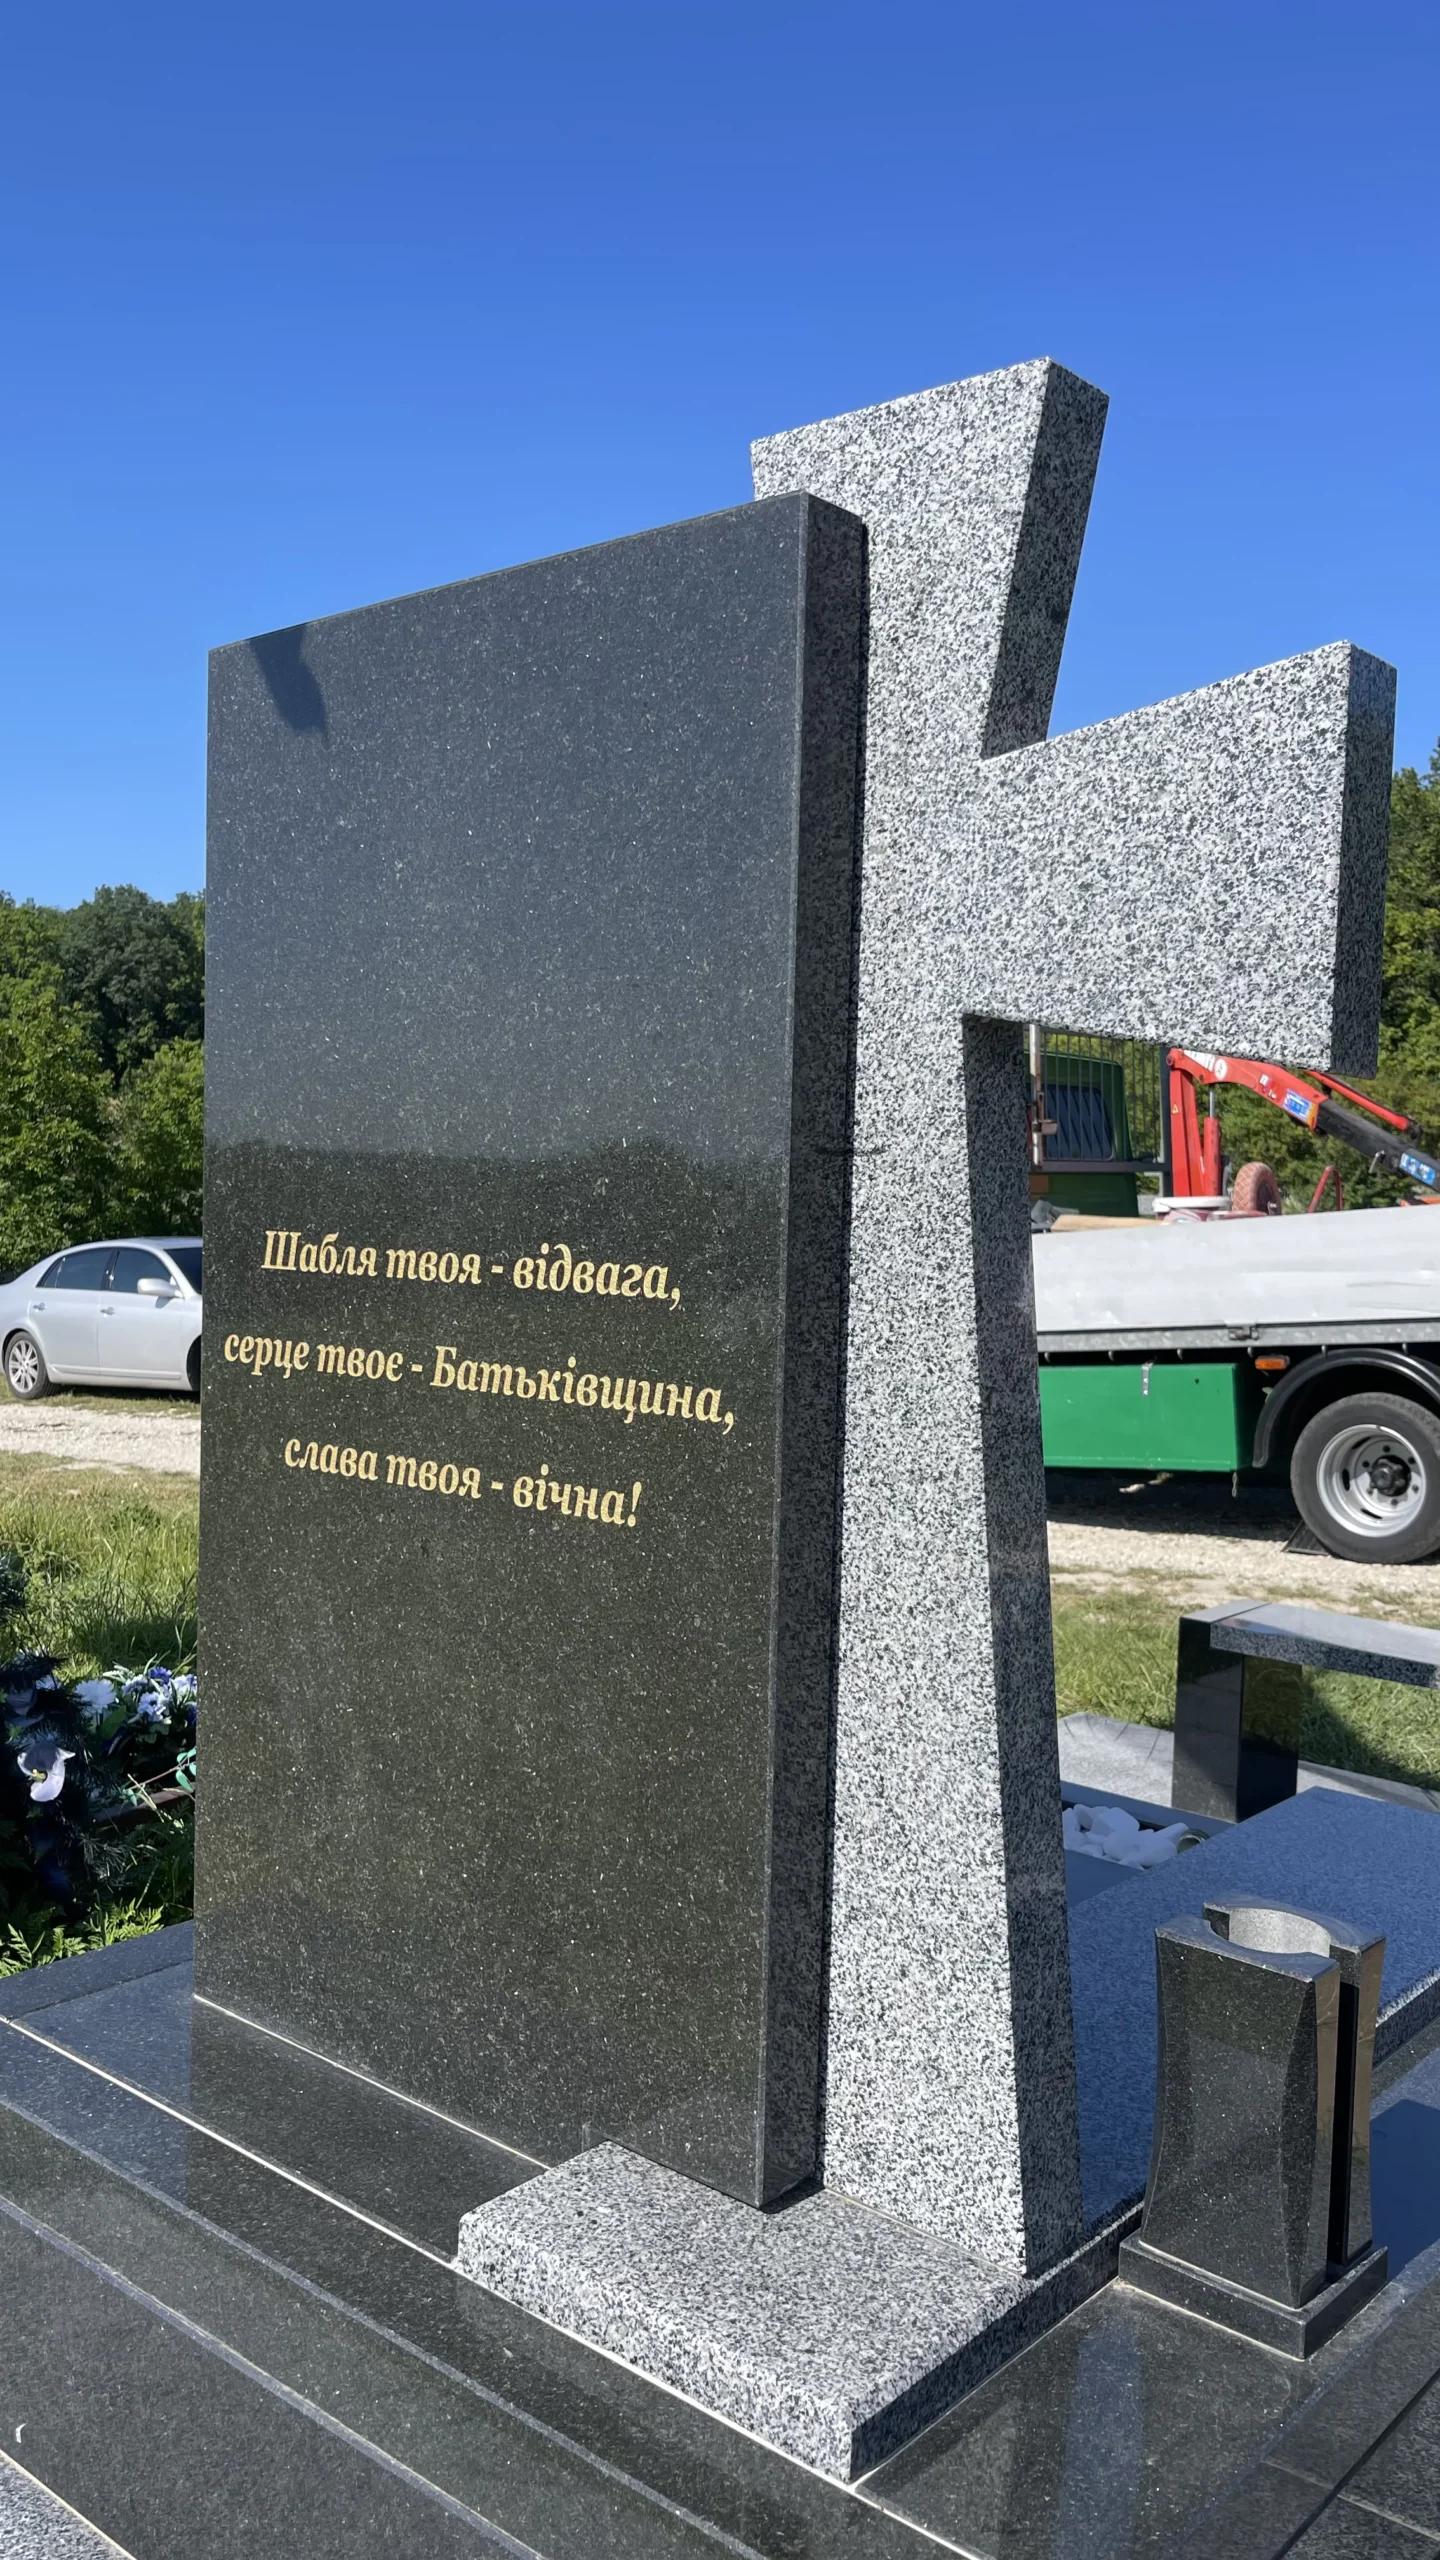 Шабля твоя - відвага,
серце твоє - Батьківщина,
слава твоя - вічна!